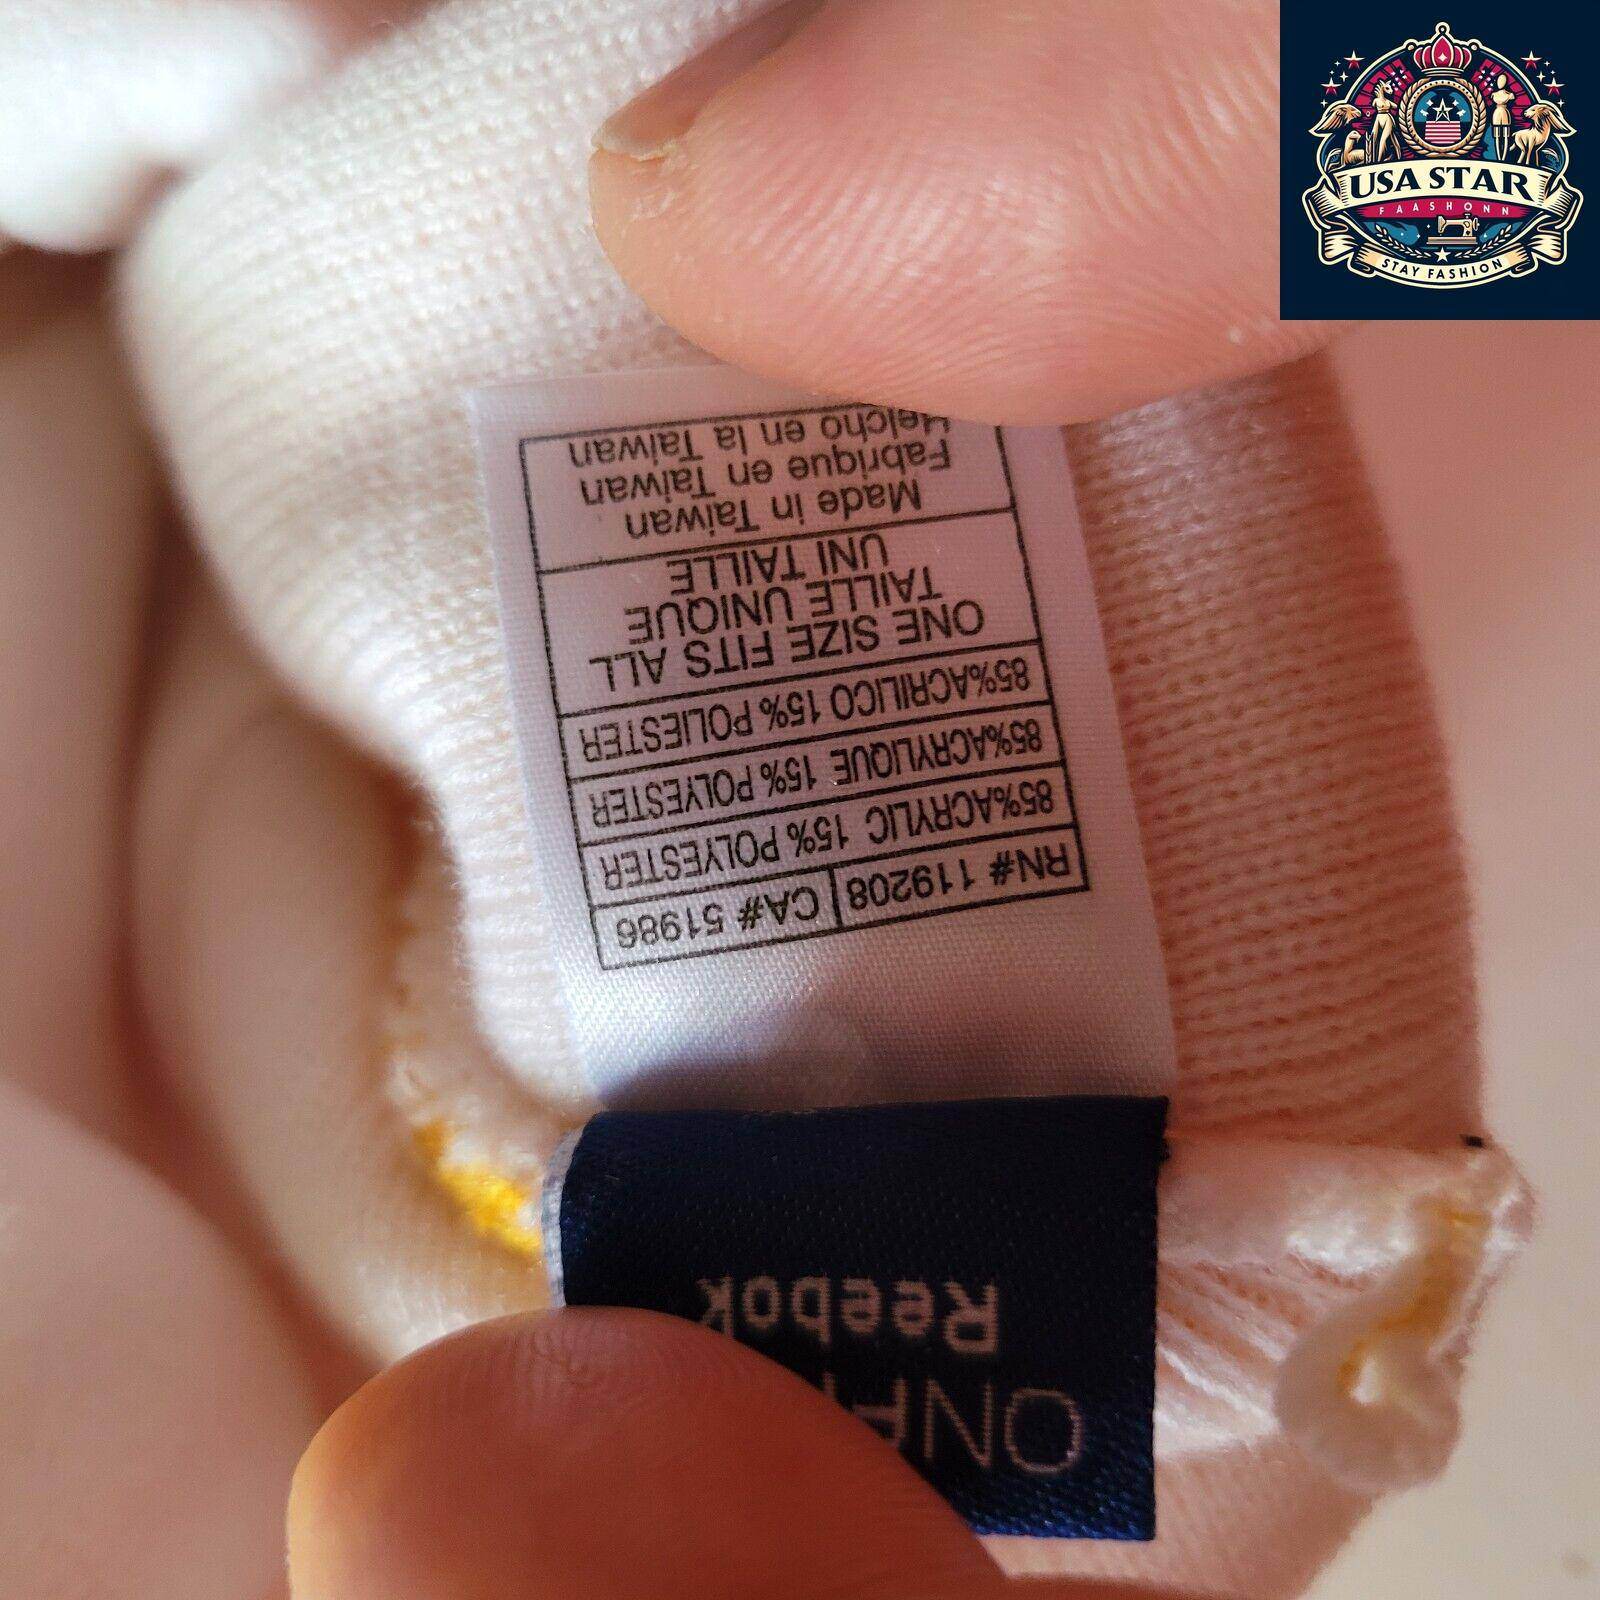 USA STAR
FAASHONN
STAY FASHION
Reebok
RN# 119208 CA# 51986
85%ACRYLIC 15% POLYESTER
85%ACRYLIQUE 15% POLYESTER
85%ACRILICO 15% POLIESTER
ONE SIZE FITS ALL
TAILLE UNIQUE
UNI TAILLE
Made in Taiwan
Fabrique en Taiwan
Helcho en la Taiwan